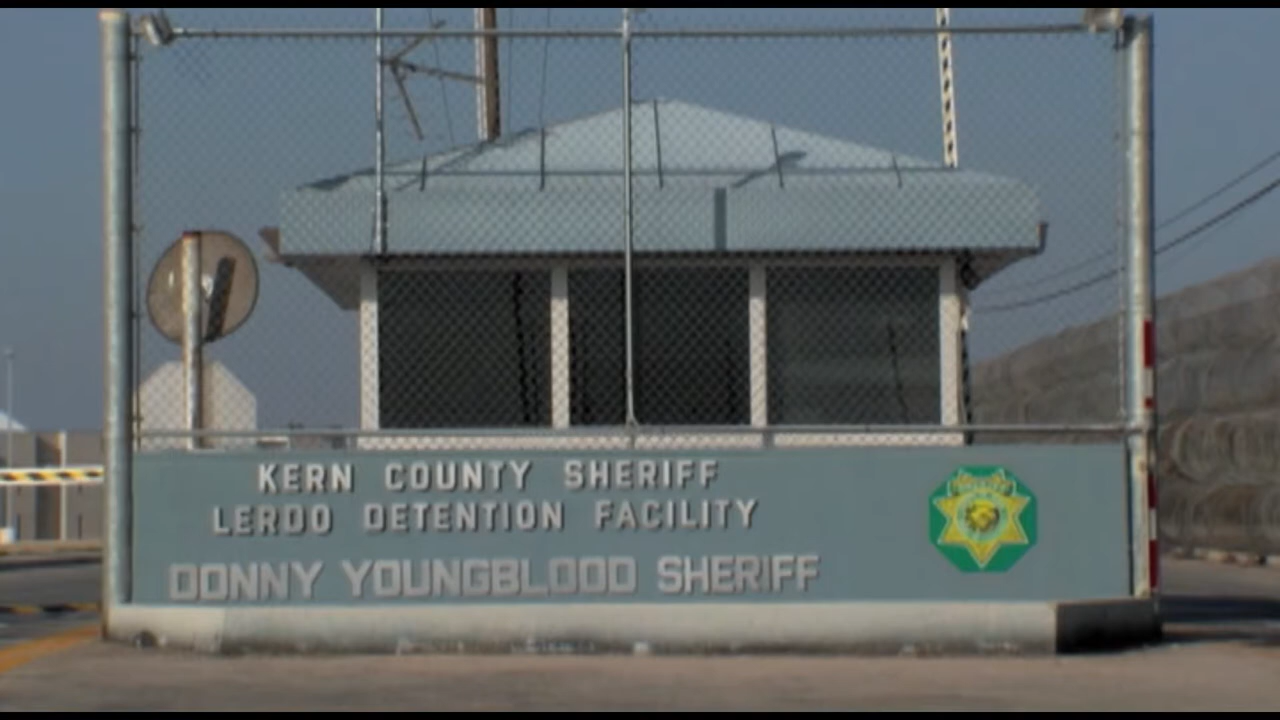 KERN COUNTY SHERIFF
LERDO DETENTION FACILITY
DONNY YOUNGBLOOD SHERIFF